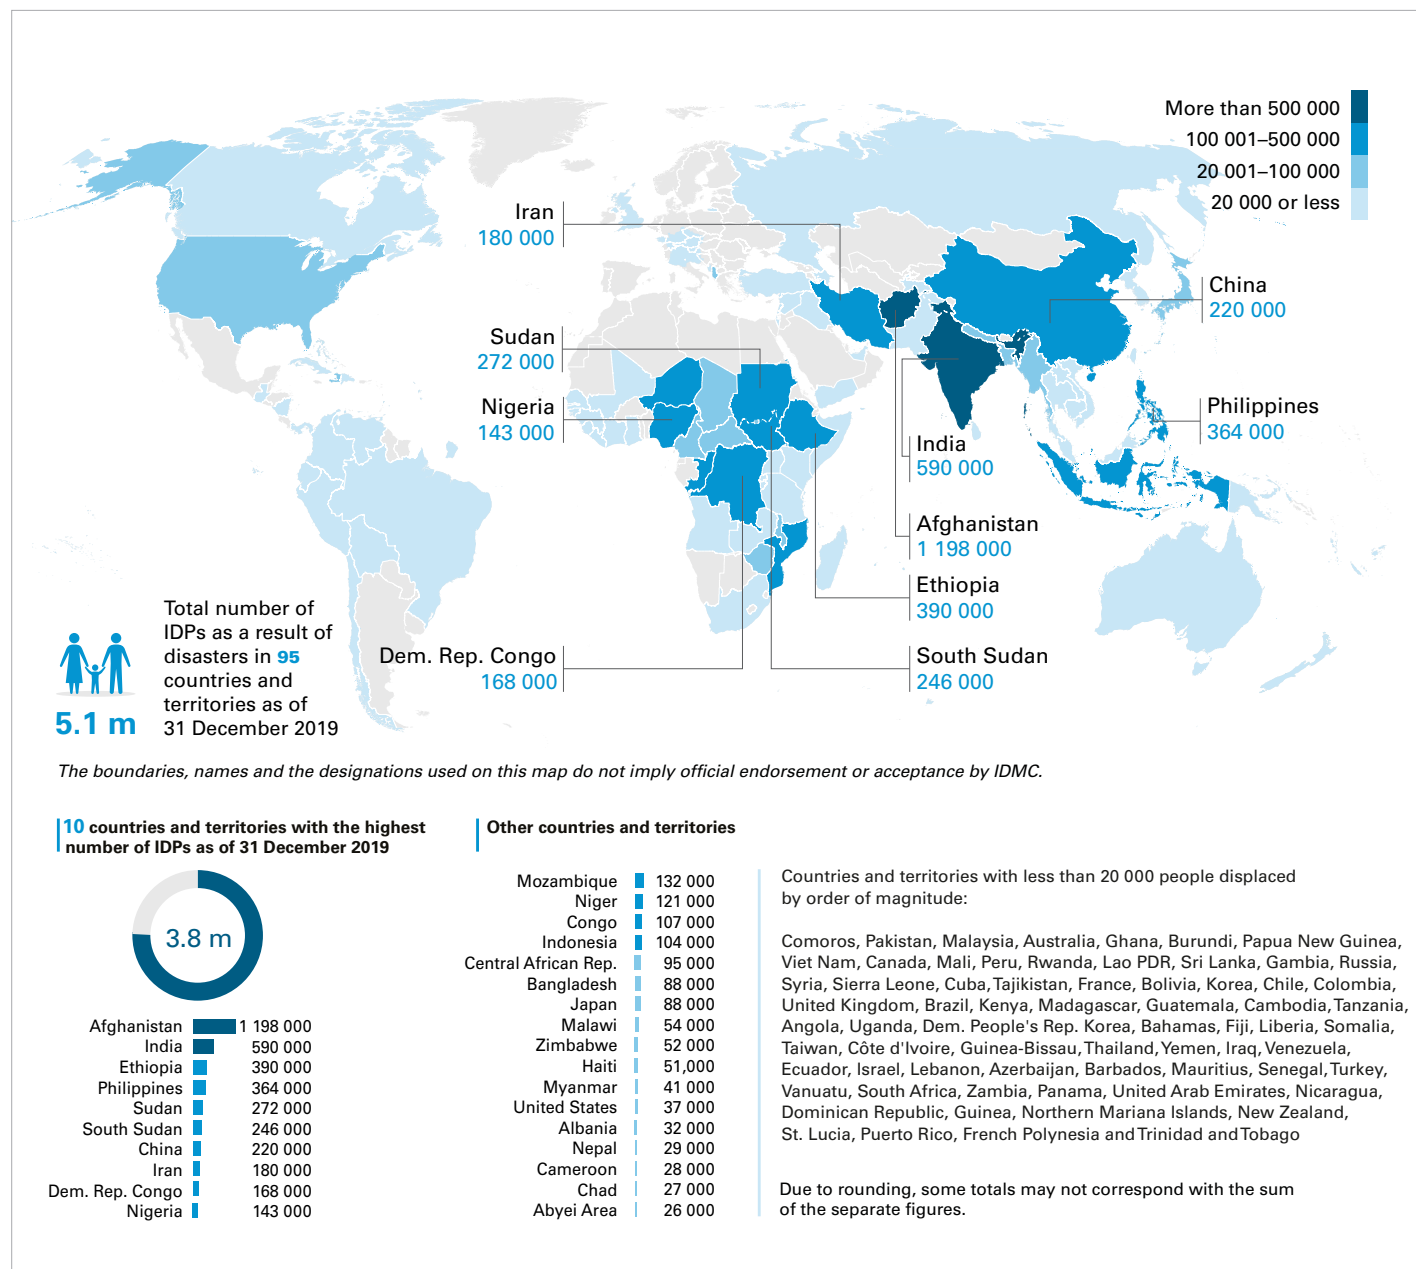 More than 500 000
100 001–500 000
20 001–100 000
20 000 or less
Iran
180 000
China
220 000
Sudan
272 000
Nigeria
143 000
Philippines
364 000
India
590 000
Afghanistan
1 198 000
Ethiopia
390 000
Dem. Rep. Congo
168 000
South Sudan
246 000
5.1 m
Total number of
IDPs as a result of
disasters in 95
countries and
territories as of
31 December 2019
The boundaries, names and the designations used on this map do not imply official endorsement or acceptance by IDMC.
10 countries and territories with the highest
number of IDPs as of 31 December 2019
3.8 m
Afghanistan 1 198 000
India 590 000
Ethiopia 390 000
Philippines 364 000
Sudan 272 000
South Sudan 246 000
China 220 000
Iran 180 000
Dem. Rep. Congo 168 000
Nigeria 143 000
Other countries and territories
Mozambique 132 000
Niger 121 000
Congo 107 000
Indonesia 104 000
Central African Rep. 95 000
Bangladesh 88 000
Japan 88 000
Malawi 54 000
Zimbabwe 52 000
Haiti 51,000
Myanmar 41 000
United States 37 000
Albania 32 000
Nepal 29 000
Cameroon 28 000
Chad 27 000
Abyei Area 26 000
Countries and territories with less than 20 000 people displaced
by order of magnitude:
Comoros, Pakistan, Malaysia, Australia, Ghana, Burundi, Papua New Guinea,
Viet Nam, Canada, Mali, Peru, Rwanda, Lao PDR, Sri Lanka, Gambia, Russia,
Syria, Sierra Leone, Cuba, Tajikistan, France, Bolivia, Korea, Chile, Colombia,
United Kingdom, Brazil, Kenya, Madagascar, Guatemala, Cambodia, Tanzania,
Angola, Uganda, Dem. People's Rep. Korea, Bahamas, Fiji, Liberia, Somalia,
Taiwan, Côte d'Ivoire, Guinea-Bissau, Thailand, Yemen, Iraq, Venezuela,
Ecuador, Israel, Lebanon, Azerbaijan, Barbados, Mauritius, Senegal, Turkey,
Vanuatu, South Africa, Zambia, Panama, United Arab Emirates, Nicaragua,
Dominican Republic, Guinea, Northern Mariana Islands, New Zealand,
St. Lucia, Puerto Rico, French Polynesia and Trinidad and Tobago
Due to rounding, some totals may not correspond with the sum
of the separate figures.